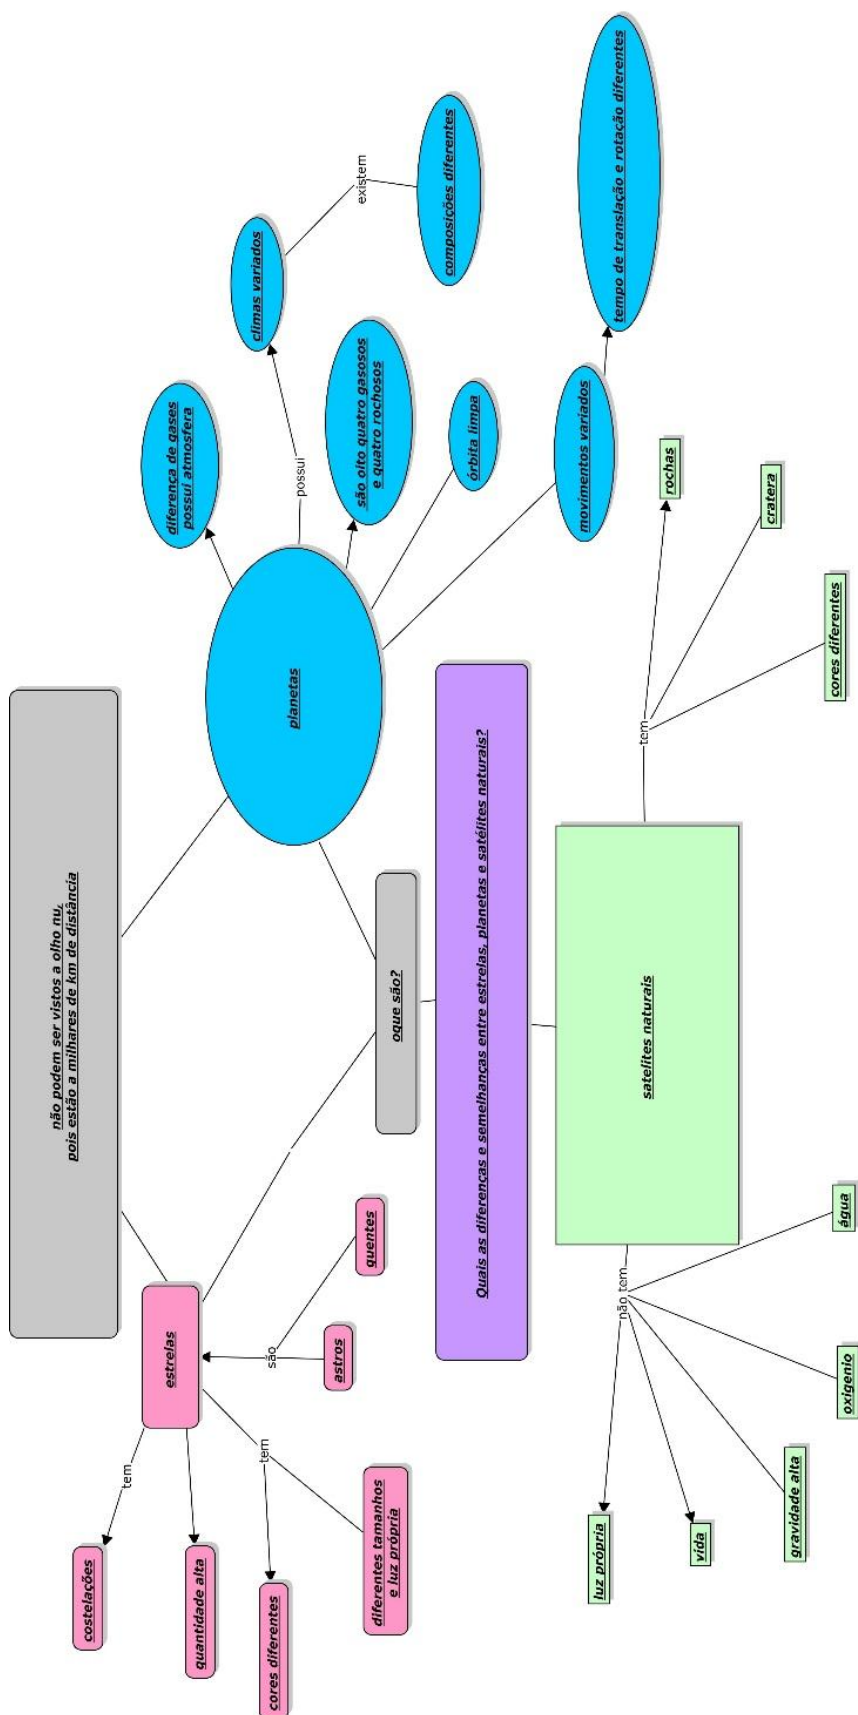 não podem ser vistos a olho nu,
pois estão a milhares de km de distância
costelações
tem
quantidade alta
estrelas
cores diferentes
tem
diferentes tamanhos
e luz própria
são
astros
quentes
planetas
diferença de gases
possui atmosfera
possui
climas variados
existem
composições diferentes
são oito quatro gasosos
e quatro rochosos
órbita limpa
movimentos variados
tempo de translação e rotação diferentes
oque são?
Quais as diferenças e semelhanças entre estrelas, planetas e satélites naturais?
satelites naturais
não tem
luz própria
vida
gravidade alta
oxigenio
água
tem
rochas
cratera
cores diferentes